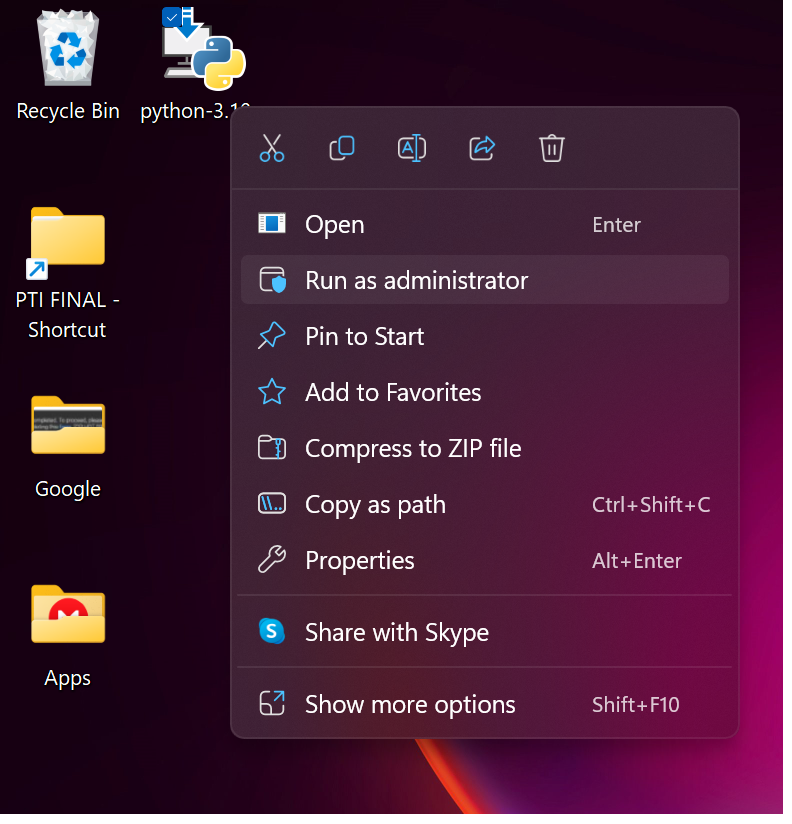 Recycle Bin
python-3.10
Open
Enter
Run as administrator
Pin to Start
Add to Favorites
Compress to ZIP file
Copy as path
Ctrl+Shift+C
Properties
Alt+Enter
Share with Skype
Show more options
Shift+F10
PTI FINAL -
Shortcut
Google
Apps